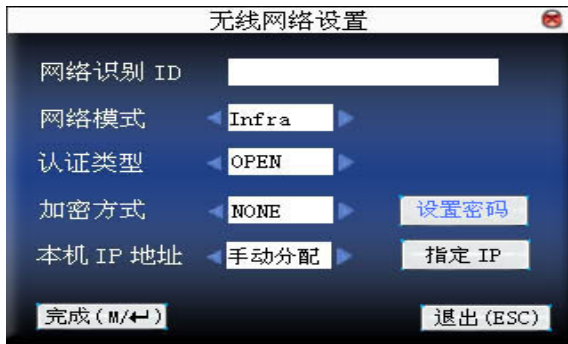 无线网络设置
网络识别 ID
网络模式 Infra
认证类型 OPEN
加密方式 NONE 设置密码
本机 IP 地址 手动分配 指定 IP
完成(M/↵) 退出(ESC)